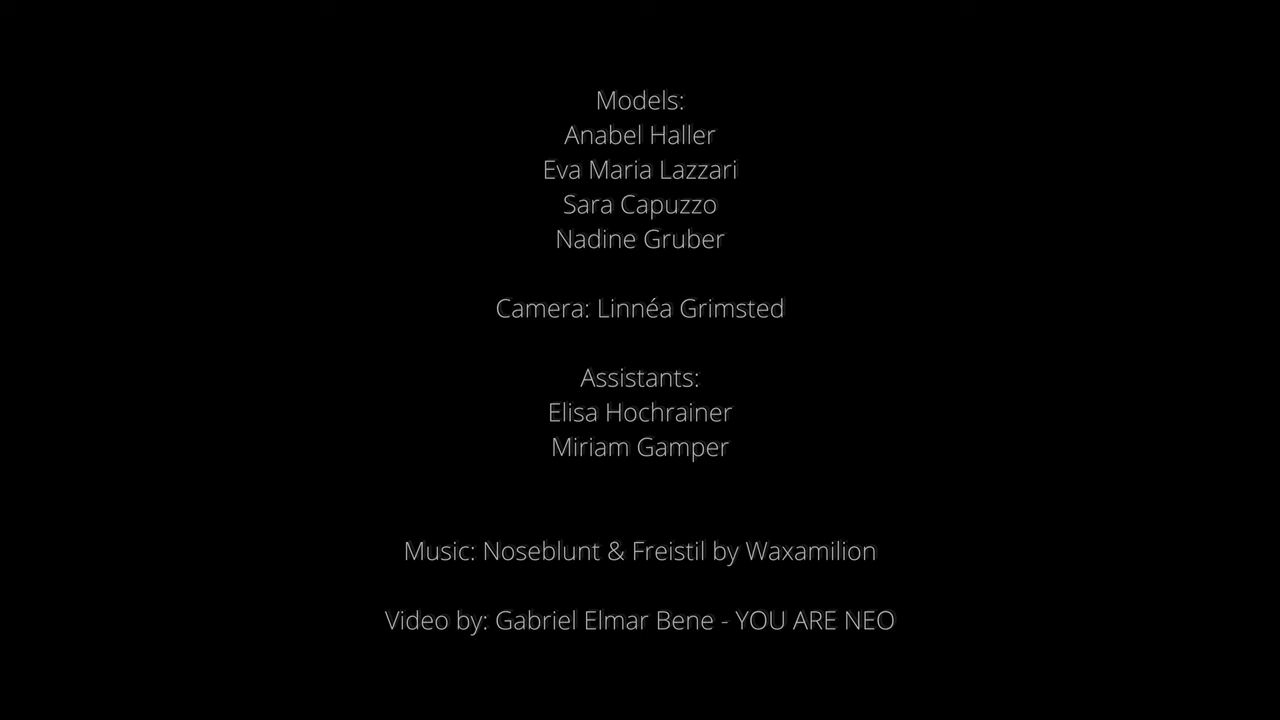 Models:
Anabel Haller
Eva Maria Lazzari
Sara Capuzzo
Nadine Gruber
Camera: Linnéa Grimsted
Assistants:
Elisa Hochrainer
Miriam Gamper
Music: Noseblunt & Freistil by Waxamilion
Video by: Gabriel Elmar Bene - YOU ARE NEO